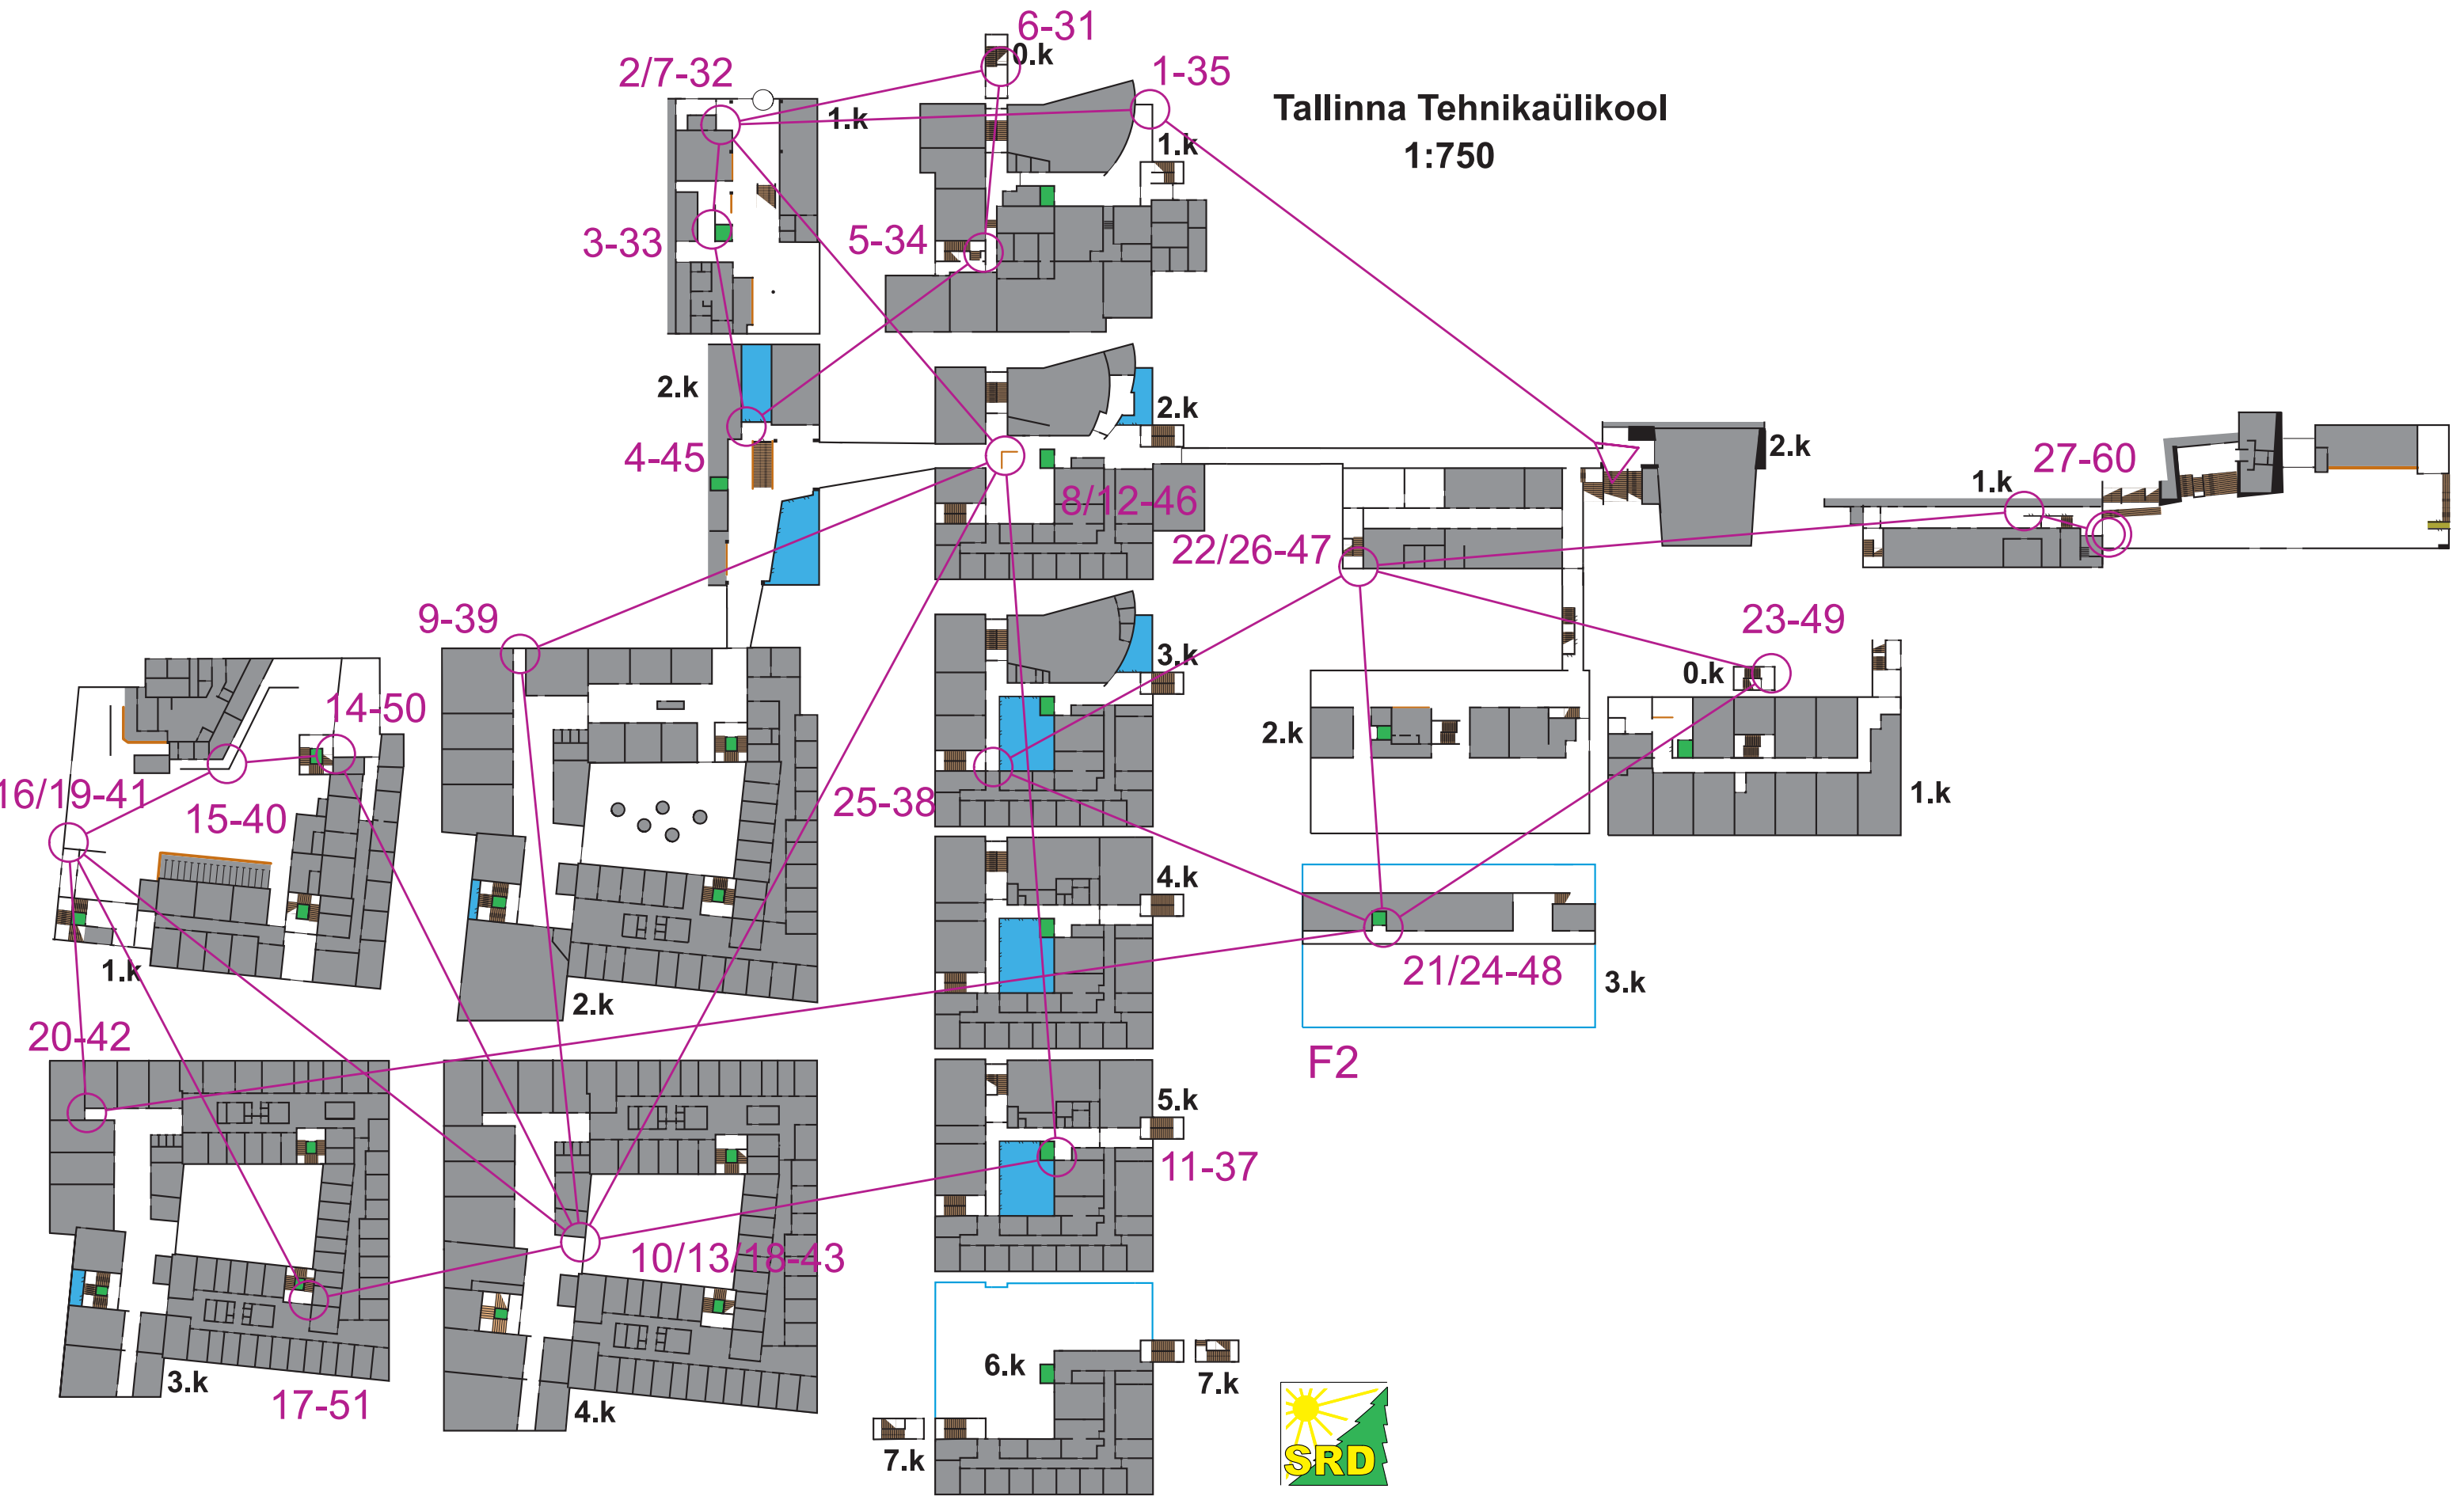 6-31
0.k
2/7-32
1-35
Tallinna Tehnikaülikool
1:750
1.k
1.k
3-33
5-34
2.k
2.k
4-45
2.k
27-60
1.k
8/12-46
22/26-47
9-39
23-49
3.k
0.k
14-50
2.k
16/19-41
15-40
25-38
1.k
4.k
1.k
2.k
21/24-48
3.k
20-42
F2
5.k
11-37
10/13/18-43
6.k
7.k
3.k
17-51
4.k
7.k
SRD